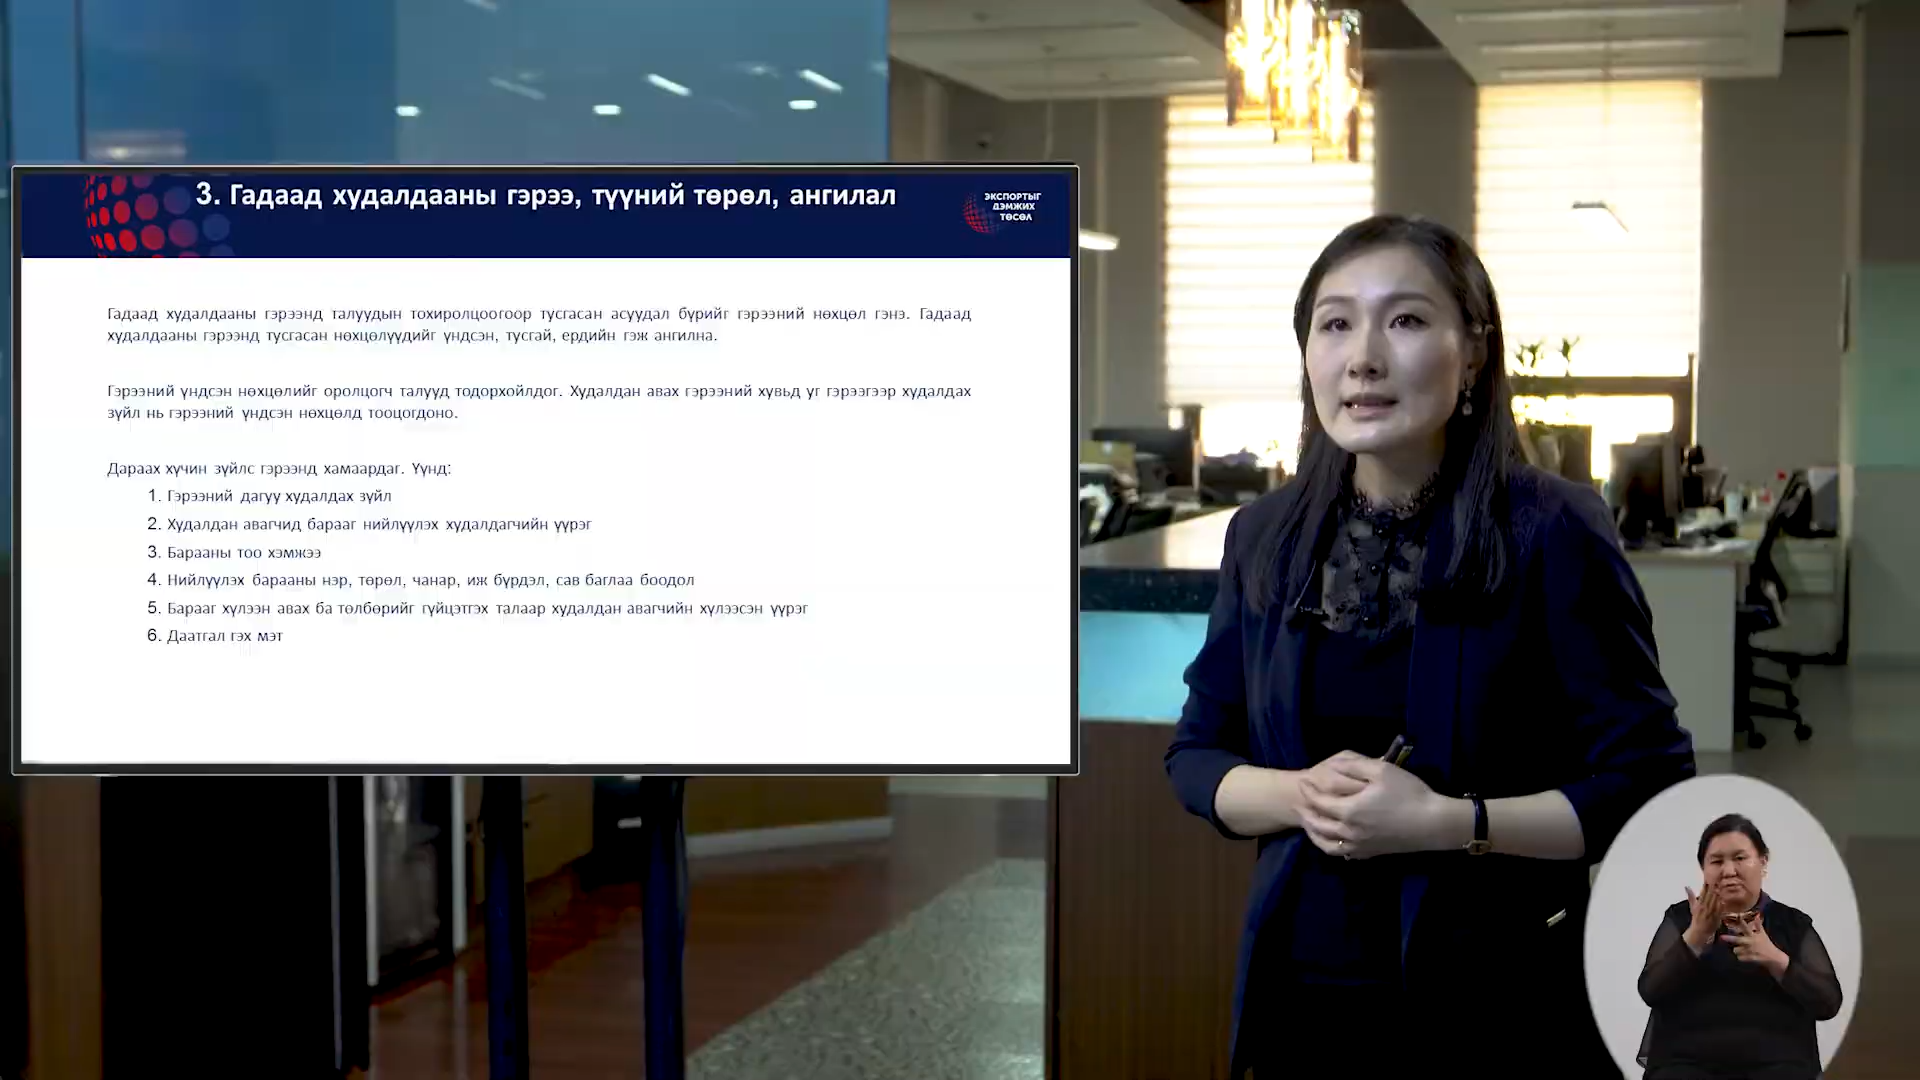 3. Гадаад худалдааны гэрээ, түүний төрөл, ангилал
ЭКСПОРТЫГ
ДЭМЖИХ
ТӨСӨЛ
Гадаад худалдааны гэрээнд талуудын тохиролцоогоор тусгасан асуудал бүрийг гэрээний нөхцөл гэнэ. Гадаад
худалдааны гэрээнд тусгасан нөхцөлүүдийг үндсэн, тусгай, ердийн гэж ангилна.
Гэрээний үндсэн нөхцөлийг оролцогч талууд тодорхойлдог. Худалдан авах гэрээний хувьд уг гэрээгээр худалдах
зүйл нь гэрээний үндсэн нөхцөлд тооцогдоно.
Дараах хүчин зүйлс гэрээнд хамаардаг. Үүнд:
1. Гэрээний дагуу худалдах зүйл
2. Худалдан авагчид барааг нийлүүлэх худалдагчийн үүрэг
3. Барааны тоо хэмжээ
4. Нийлүүлэх барааны нэр, төрөл, чанар, иж бүрдэл, сав баглаа боодол
5. Барааг хүлээн авах ба төлбөрийг гүйцэтгэх талаар худалдан авагчийн хүлээсэн үүрэг
6. Даатгал гэх мэт